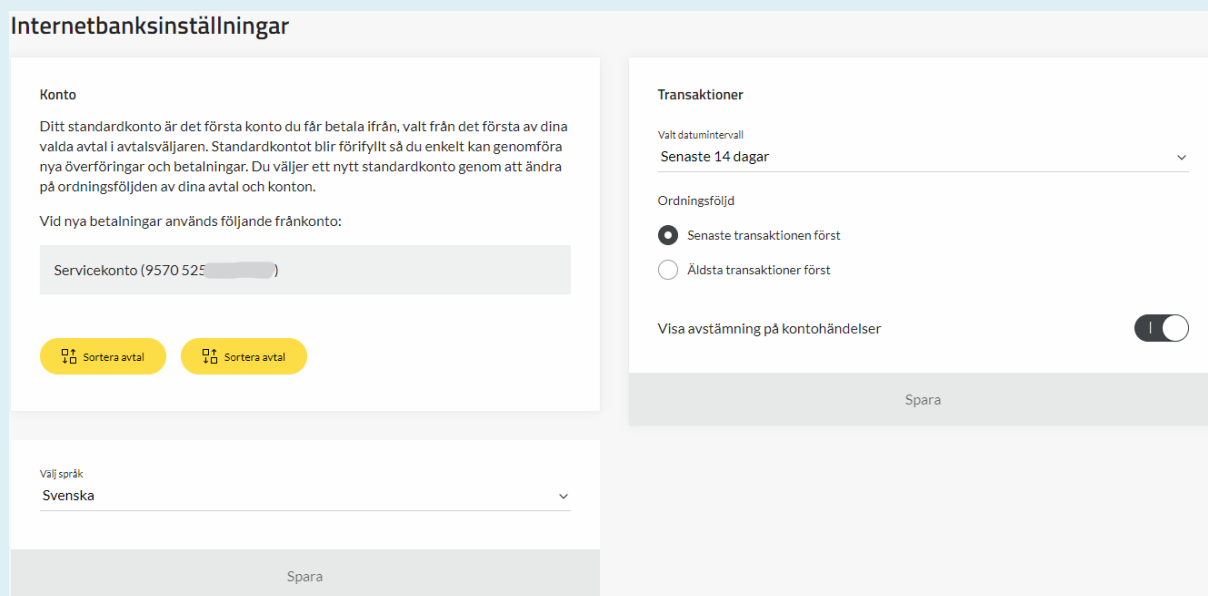 Internetbanksinställningar
Konto
Ditt standardkonto är det första konto du får betala ifrån, valt från det första av dina
valda avtal i avtalsväljaren. Standardkontot blir förifyllt så du enkelt kan genomföra
nya överföringar och betalningar. Du väljer ett nytt standardkonto genom att ändra
på ordningsföljden av dina avtal och konton.
Vid nya betalningar används följande frånkonto:
Servicekonto (9570 525 )
Sortera avtal
Sortera avtal
Välj språk
Svenska
Spara
Transaktioner
Valt datumintervall
Senaste 14 dagar
Ordningsföljd
Senaste transaktionen först
Äldsta transaktioner först
Visa avstämning på kontohändelser
Spara